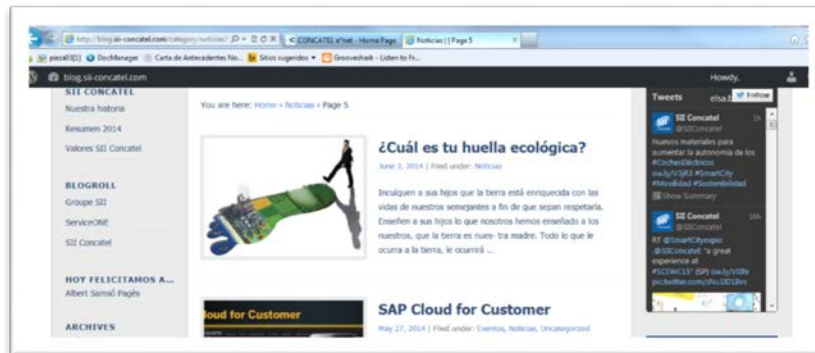 http://blog.sii-concatel.com/category/noticias/
CONCATEL e²net - Home Page
Noticias | | Page 5
DocManager
Carta de Antecedentes No...
Sitios sugeridos
Grooveshark - Listen to Fr...
blog.sii-concatel.com
Howdy,
SII CONCATEL
Nuestra historia
Resumen 2014
Valores SII Concatel
BLOGROLL
Groupe SII
ServiceONE
SII Concatel
HOY FELICITAMOS A...
Albert Samsó Pagès
ARCHIVES
You are here: Home › Noticias › Page 5
¿Cuál es tu huella ecológica?
June 3, 2014 | Filed under: Noticias
Inculquen a sus hijos que la tierra está enriquecida con las
vidas de nuestros semejantes a fin de que sepan respetarla.
Enseñen a sus hijos lo que nosotros hemos enseñado a los
nuestros, que la tierra es nues- tra madre. Todo lo que le
ocurra a la tierra, le ocurrirá ...
loud for Customer
SAP Cloud for Customer
May 27, 2014 | Filed under: Eventos, Noticias, Uncategorized
Tweets
Follow
SII Concatel
1h
@SIIConcatel
Nuevos materiales para
aumentar la autonomía de los
#CochesEléctricos
#SmartCity
#Movilidad #Sostenibilidad
Show Summary
SII Concatel
@SIIConcatel
RT @SmartCityexpo:
.@SIIConcatel "a great
experience at